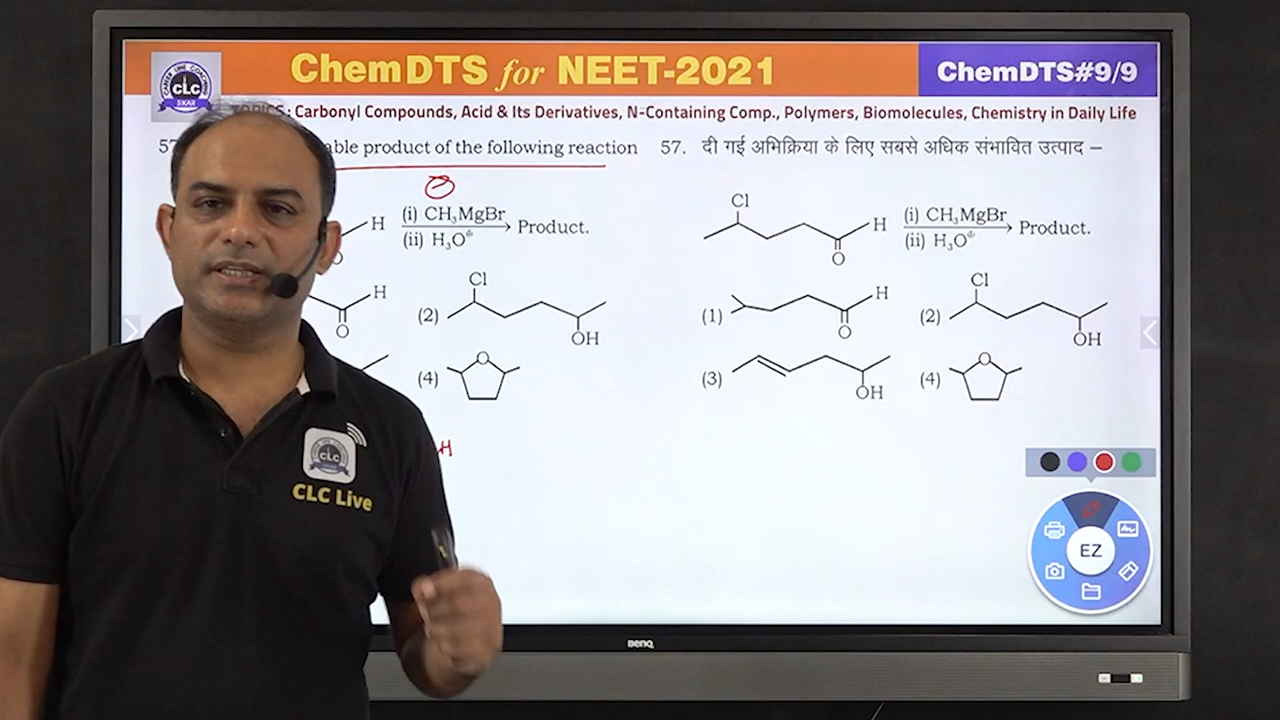 ChemDTS for NEET-2021
ChemDTS#9/9
: Carbonyl Compounds, Acid & Its Derivatives, N-Containing Comp., Polymers, Biomolecules, Chemistry in Daily Life
product of the following reaction
57. दी गई अभिक्रिया के लिए सबसे अधिक संभावित उत्पाद –
H
(i) CH₃MgBr
(ii) H₃O⊕
Product.
Cl
H
O
(i) CH₃MgBr
(ii) H₃O⊕
Product.
H
O
(2)
Cl
OH
(1)
H
O
(2)
Cl
OH
(4)
O
(3)
OH
(4)
O
H
CLC
CLC
CLC Live
EZ
BenQ